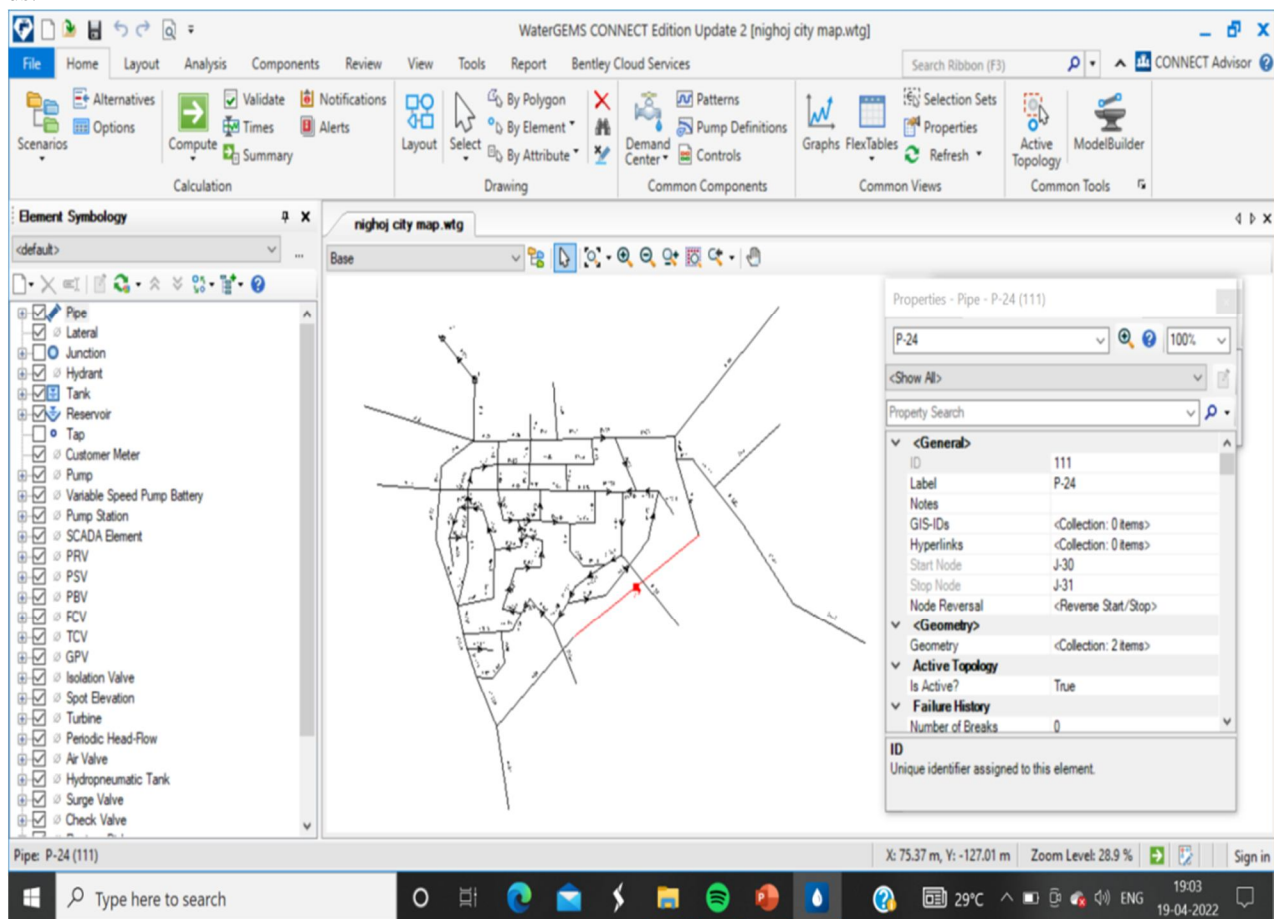 WaterGEMS CONNECT Edition Update 2 [nighoj city map.wtg]
File Home Layout Analysis Components Review View Tools Report Bentley Cloud Services Search Ribbon (F3) CONNECT Advisor
Scenarios Alternatives Options Compute Validate Times Summary Notifications Alerts
Calculation
Layout Select By Polygon By Element By Attribute
Drawing
Demand Center Patterns Pump Definitions Controls
Common Components
Graphs FlexTables Selection Sets Properties Refresh
Common Views
Active Topology ModelBuilder
Common Tools
Element Symbology
<default>
Pipe
Lateral
Junction
Hydrant
Tank
Reservoir
Tap
Customer Meter
Pump
Variable Speed Pump Battery
Pump Station
SCADA Element
PRV
PSV
PBV
FCV
TCV
GPV
Isolation Valve
Spot Elevation
Turbine
Periodic Head-Flow
Air Valve
Hydropneumatic Tank
Surge Valve
Check Valve
nighoj city map.wtg
Base
Properties - Pipe - P-24 (111)
P-24 100%
<Show All>
Property Search
<General>
ID 111
Label P-24
Notes
GIS-IDs <Collection: 0 items>
Hyperlinks <Collection: 0 items>
Start Node J-30
Stop Node J-31
Node Reversal <Reverse Start/Stop>
<Geometry>
Geometry <Collection: 2 items>
Active Topology
Is Active? True
Failure History
Number of Breaks 0
ID
Unique identifier assigned to this element.
Pipe: P-24 (111) X: 75.37 m, Y: -127.01 m Zoom Level: 28.9 % Sign in
Type here to search 29°C ENG 19:03
19-04-2022